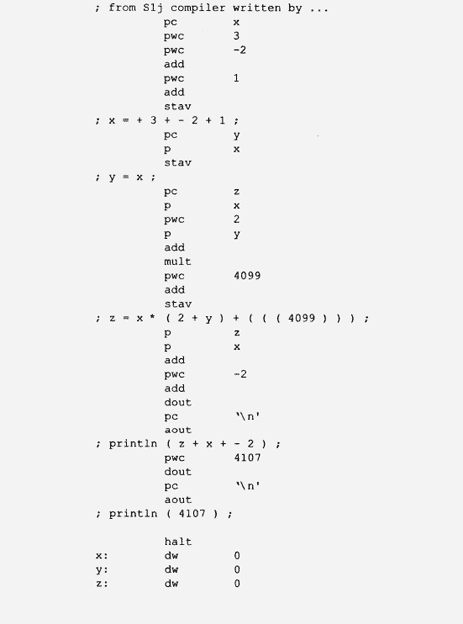 ; from S1j compiler written by ...
pc x
pwc 3
pwc -2
add
pwc 1
add
stav
; x = + 3 + - 2 + 1 ;
pc y
p x
stav
; y = x ;
pc z
p x
pwc 2
p y
add
mult
pwc 4099
add
stav
; z = x * ( 2 + y ) + ( ( ( 4099 ) ) ) ;
p z
p x
add
pwc -2
add
dout
pc '\n'
aout
; println ( z + x + - 2 ) ;
pwc 4107
dout
pc '\n'
aout
; println ( 4107 ) ;
halt
x: dw 0
y: dw 0
z: dw 0